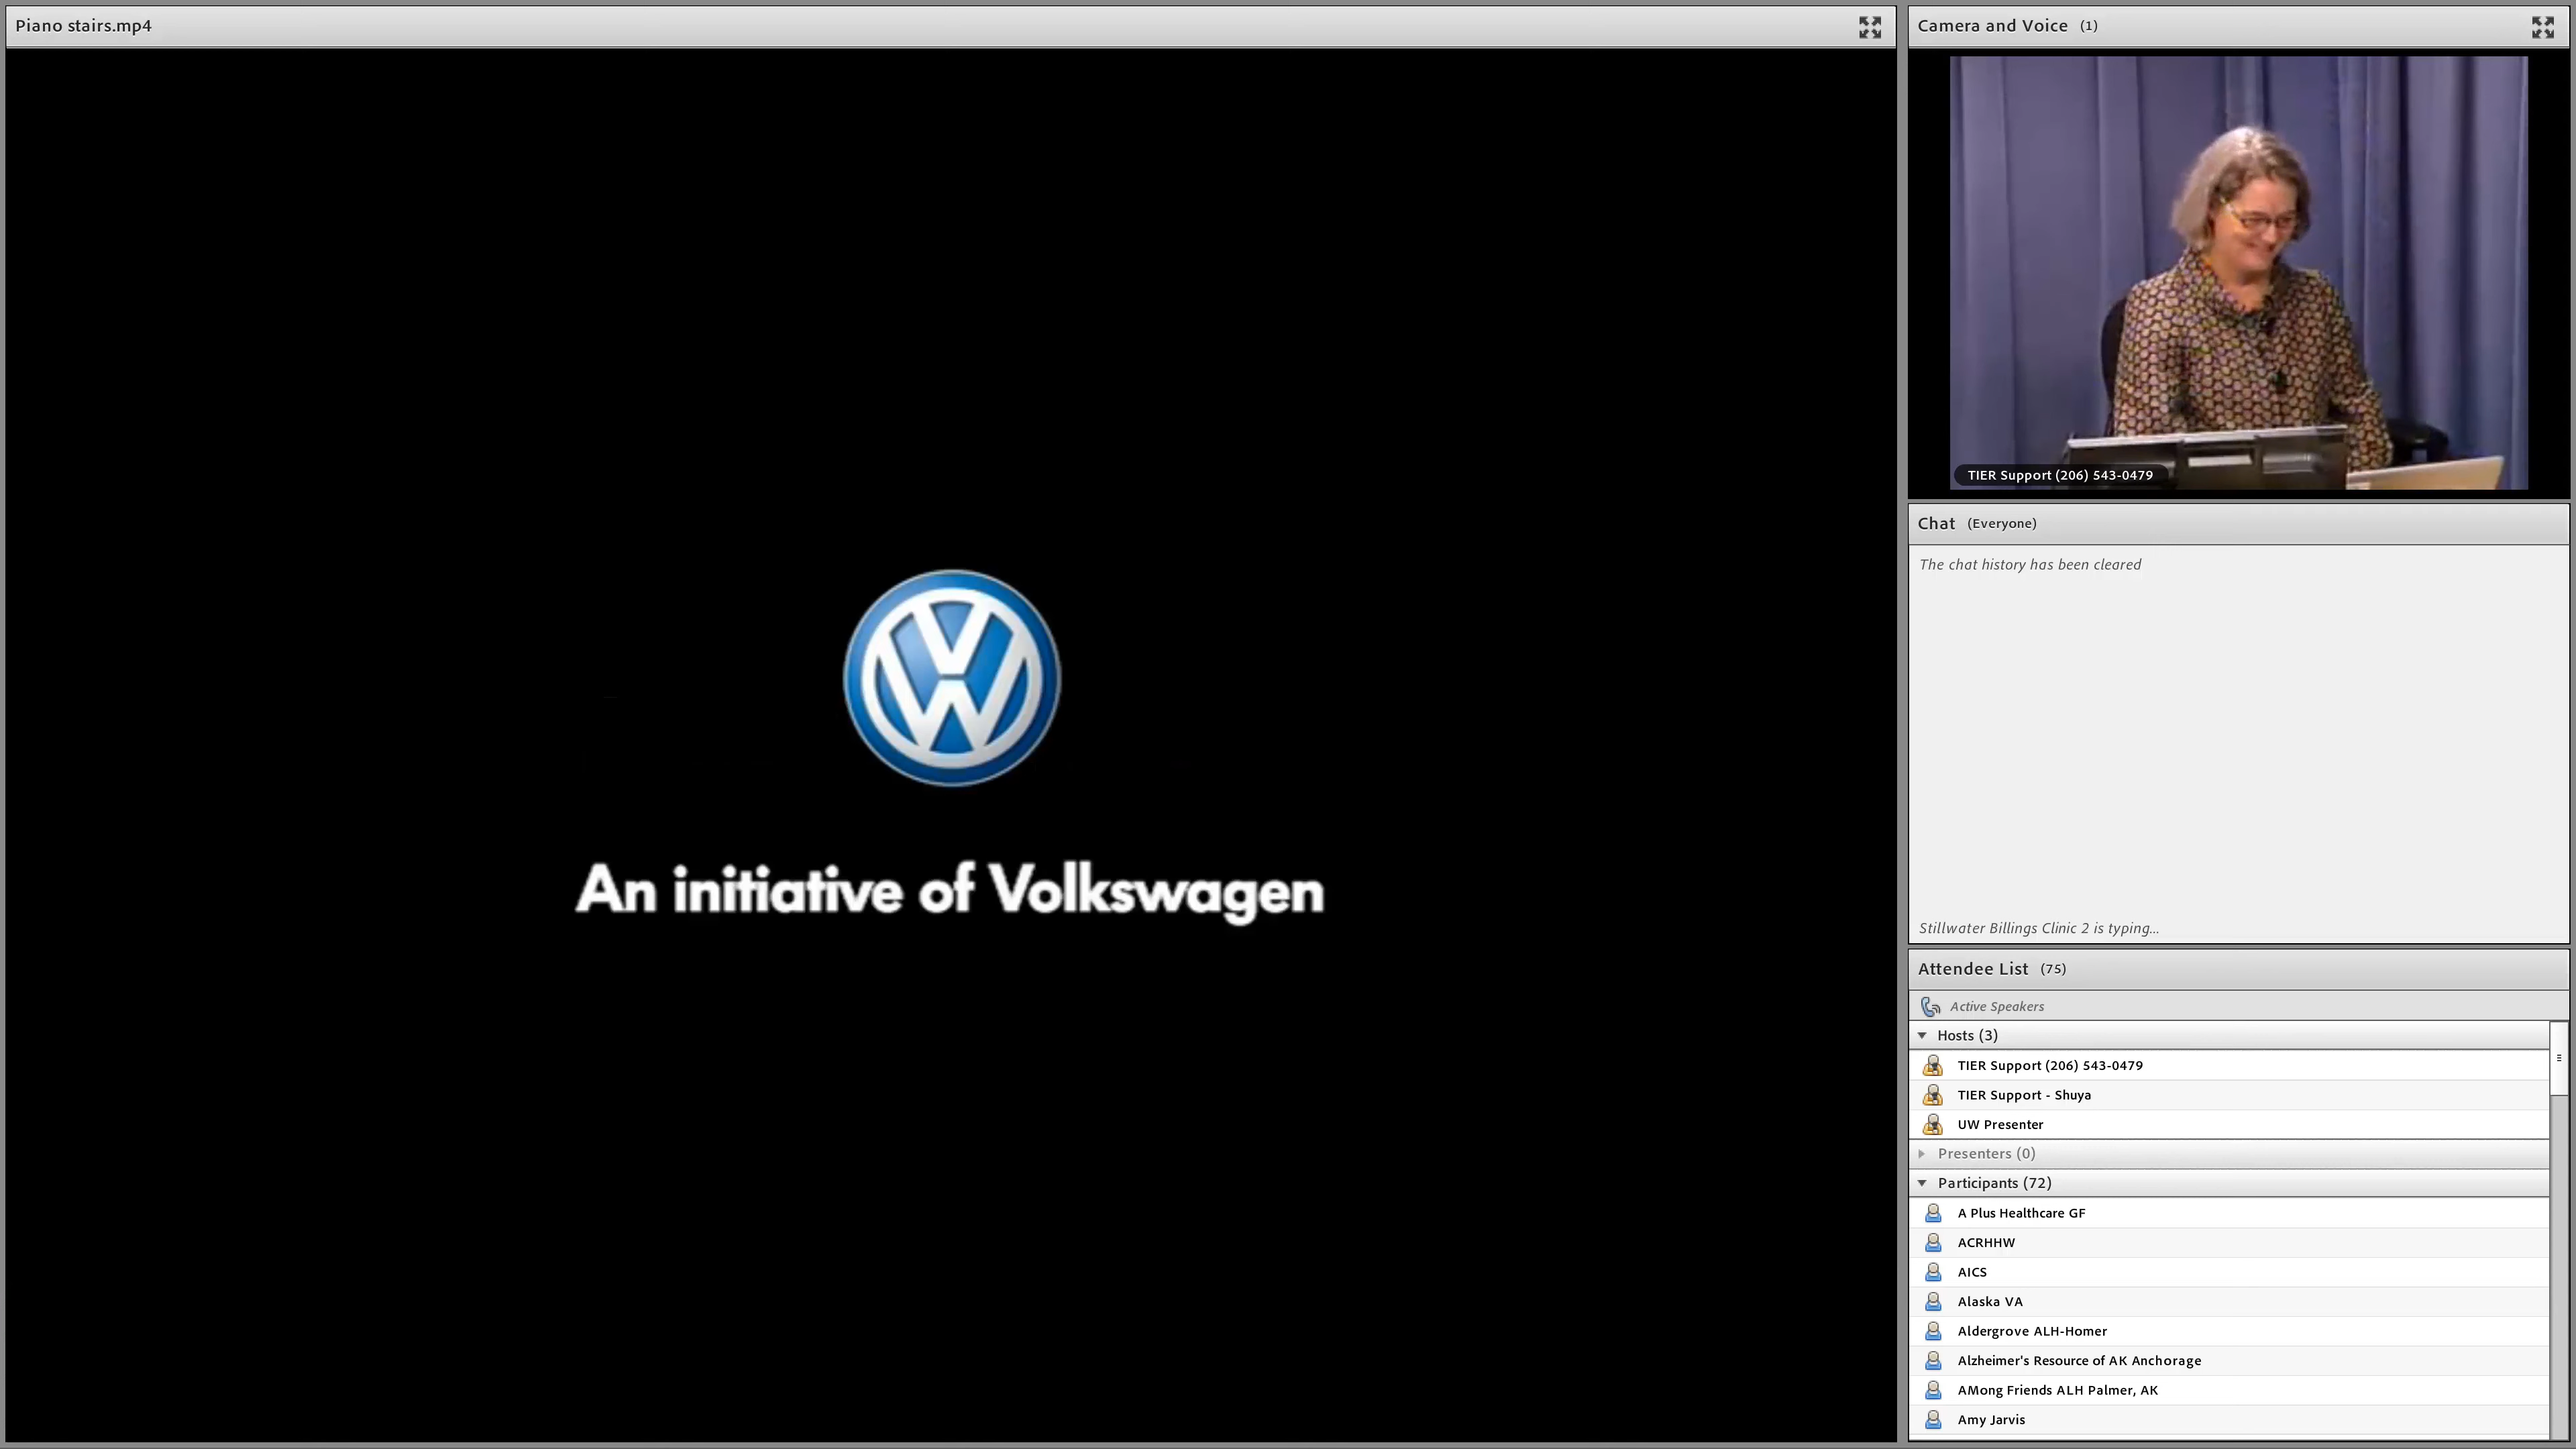 Piano stairs.mp4
VW
An initiative of Volkswagen
Camera and Voice (1)
TIER Support (206) 543-0479
Chat (Everyone)
The chat history has been cleared
Stillwater Billings Clinic 2 is typing...
Attendee List (75)
Active Speakers
Hosts (3)
TIER Support (206) 543-0479
TIER Support - Shuya
UW Presenter
Presenters (0)
Participants (72)
A Plus Healthcare GF
ACRHHW
AICS
Alaska VA
Aldergrove ALH-Homer
Alzheimer's Resource of AK Anchorage
AMong Friends ALH Palmer, AK
Amy Jarvis